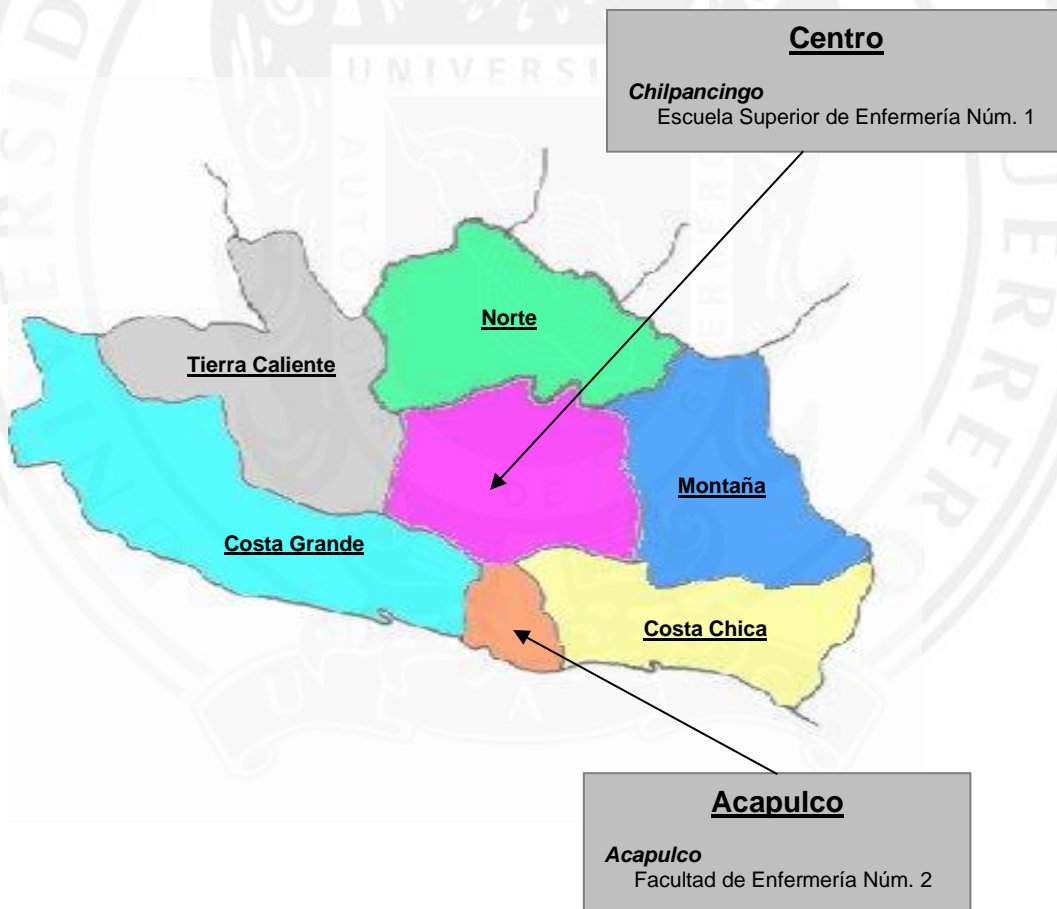 Centro
Chilpancingo
Escuela Superior de Enfermería Núm. 1
UNIVERSI
Norte
Tierra Caliente
Montaña
Costa Grande
Costa Chica
Acapulco
Acapulco
Facultad de Enfermería Núm. 2